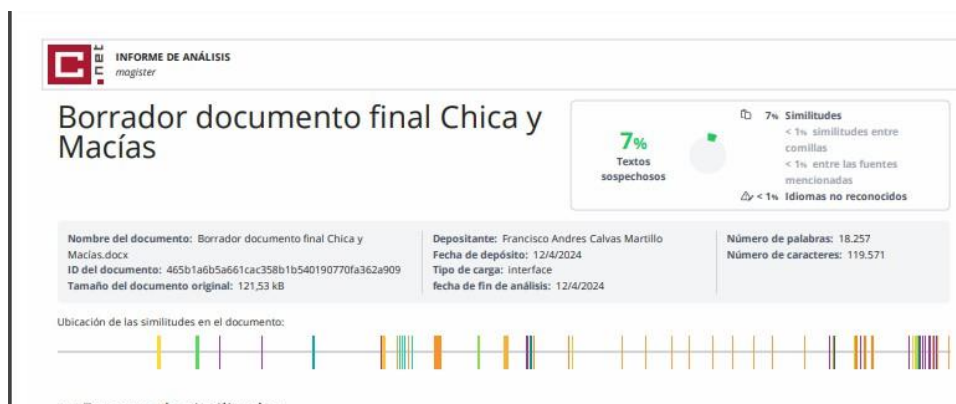 C
.net
INFORME DE ANÁLISIS
magister
Borrador documento final Chica y
Macías
7%
Textos
sospechosos
7% Similitudes
< 1% similitudes entre
comillas
< 1% entre las fuentes
mencionadas
< 1% Idiomas no reconocidos
Nombre del documento: Borrador documento final Chica y
Macías.docx
ID del documento: 465b1a6b5a661cac358b1b540190770fa362a909
Tamaño del documento original: 121,53 kB
Depositante: Francisco Andres Calvas Martillo
Fecha de depósito: 12/4/2024
Tipo de carga: interface
fecha de fin de análisis: 12/4/2024
Número de palabras: 18.257
Número de caracteres: 119.571
Ubicación de las similitudes en el documento: